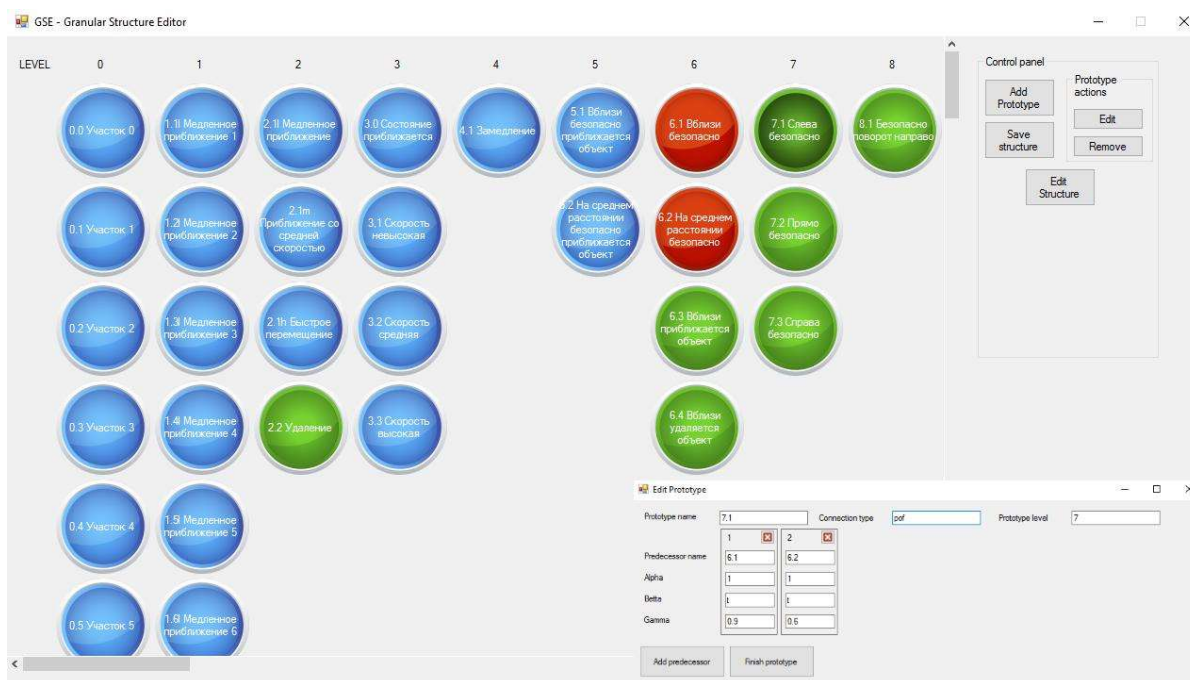 GSE - Granular Structure Editor
LEVEL 0 1 2 3 4 5 6 7 8
0.0 Участок 0
1.1l Медленное
приближение 1
2.1l Медленное
приближение
3.0 Состояние
приближается
4.1 Замедление
5.1 Вблизи
безопасно
приближается
объект
6.1 Вблизи
безопасно
7.1 Слева
безопасно
8.1 Безопасно
поворот направо
0.1 Участок 1
1.2l Медленное
приближение 2
2.1m
Приближение со
средней
скоростью
3.1 Скорость
невысокая
5.2 На среднем
расстоянии
безопасно
приближается
объект
6.2 На среднем
расстоянии
безопасно
7.2 Прямо
безопасно
0.2 Участок 2
1.3l Медленное
приближение 3
2.1h Быстрое
перемещение
3.2 Скорость
средняя
6.3 Вблизи
приближается
объект
7.3 Справа
безопасно
0.3 Участок 3
1.4l Медленное
приближение 4
2.2 Удаление
3.3 Скорость
высокая
6.4 Вблизи
удаляется
объект
0.4 Участок 4
1.5l Медленное
приближение 5
0.5 Участок 5
1.6l Медленное
приближение 6
Control panel
Add
Prototype
Save
structure
Prototype
actions
Edit
Remove
Edit
Structure
Edit Prototype
Prototype name 7.1 Connection type pof Prototype level 7
1 2
Predecessor name 6.1 6.2
Alpha 1 1
Betta t t
Gamma 0.9 0.6
Add predecessor Finish prototype